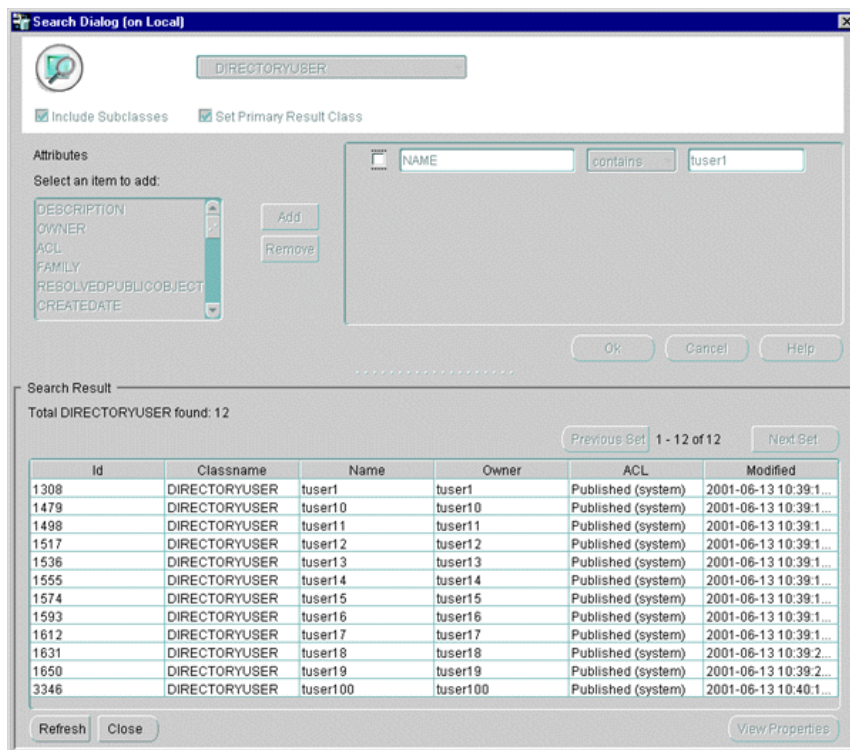 Search Dialog (on Local)
DIRECTORYUSER
Include Subclasses Set Primary Result Class
Attributes
Select an item to add:
NAME contains tuser1
DESCRIPTION
OWNER
ACL
FAMILY
RESOLVEDPUBLICOBJECT
CREATEDATE
Add
Remove
Ok Cancel Help
Search Result
Total DIRECTORYUSER found: 12
Previous Set 1 - 12 of 12 Next Set
Id Classname Name Owner ACL Modified
1308 DIRECTORYUSER tuser1 tuser1 Published (system) 2001-06-13 10:39:1...
1479 DIRECTORYUSER tuser10 tuser10 Published (system) 2001-06-13 10:39:1...
1498 DIRECTORYUSER tuser11 tuser11 Published (system) 2001-06-13 10:39:1...
1517 DIRECTORYUSER tuser12 tuser12 Published (system) 2001-06-13 10:39:1...
1536 DIRECTORYUSER tuser13 tuser13 Published (system) 2001-06-13 10:39:1...
1555 DIRECTORYUSER tuser14 tuser14 Published (system) 2001-06-13 10:39:1...
1574 DIRECTORYUSER tuser15 tuser15 Published (system) 2001-06-13 10:39:1...
1593 DIRECTORYUSER tuser16 tuser16 Published (system) 2001-06-13 10:39:1...
1612 DIRECTORYUSER tuser17 tuser17 Published (system) 2001-06-13 10:39:1...
1631 DIRECTORYUSER tuser18 tuser18 Published (system) 2001-06-13 10:39:2...
1650 DIRECTORYUSER tuser19 tuser19 Published (system) 2001-06-13 10:39:2...
3346 DIRECTORYUSER tuser100 tuser100 Published (system) 2001-06-13 10:40:1...
Refresh Close View Properties